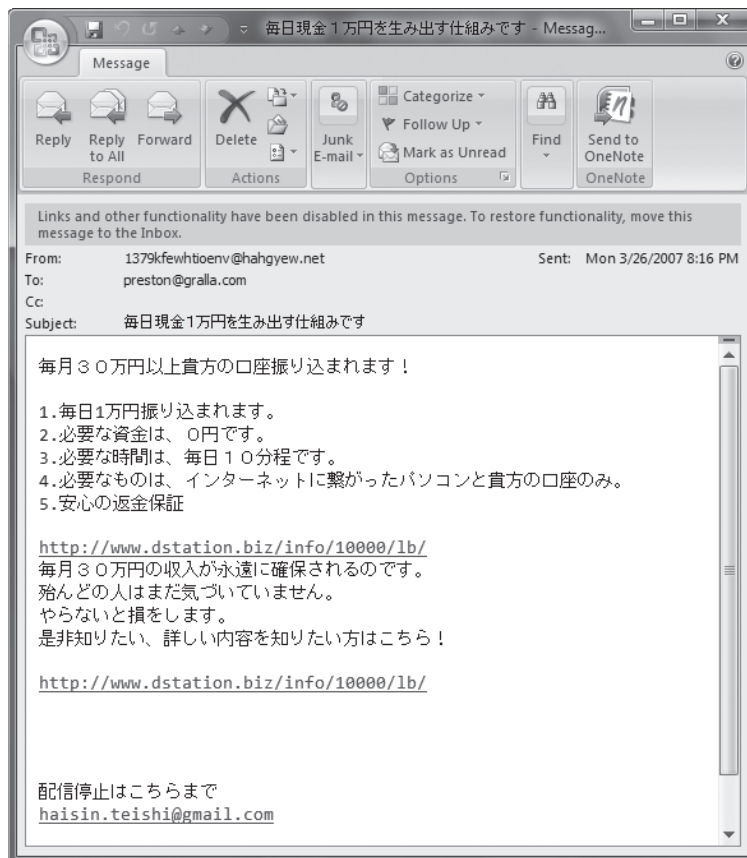 毎日現金１万円を生み出す仕組みです - Messag...
Message
Reply
Reply to All
Forward
Respond
Delete
Actions
Junk E-mail
Categorize
Follow Up
Mark as Unread
Options
Find
Send to OneNote
OneNote
Links and other functionality have been disabled in this message. To restore functionality, move this
message to the Inbox.
From: 1379kfewhtioenv@hahgyew.net Sent: Mon 3/26/2007 8:16 PM
To: preston@gralla.com
Cc:
Subject: 毎日現金1万円を生み出す仕組みです
毎月３０万円以上貴方の口座振り込まれます！
1.毎日1万円振り込まれます。
2.必要な資金は、０円です。
3.必要な時間は、毎日１０分程です。
4.必要なものは、インターネットに繋がったパソコンと貴方の口座のみ。
5.安心の返金保証
http://www.dstation.biz/info/10000/lb/
毎月３０万円の収入が永遠に確保されるのです。
殆んどの人はまだ気づいていません。
やらないと損をします。
是非知りたい、詳しい内容を知りたい方はこちら！
http://www.dstation.biz/info/10000/lb/
配信停止はこちらまで
haisin.teishi@gmail.com